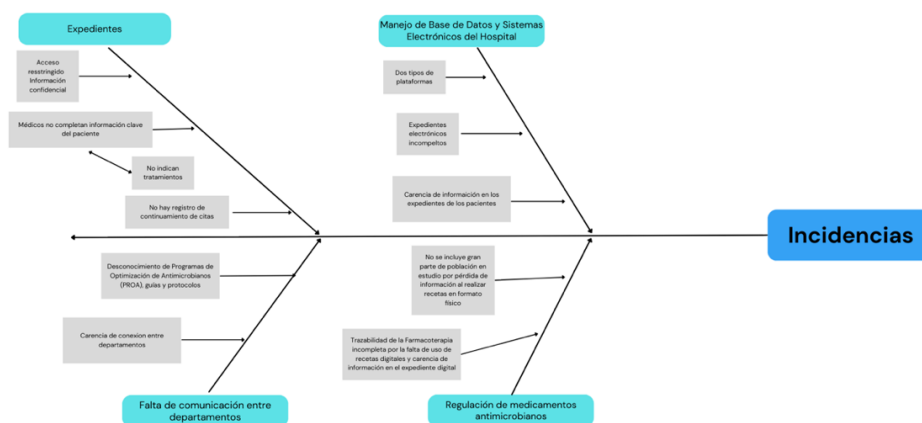 Expedientes
Acceso
resstringido
Información
confidencial
Médicos no completan información clave
del paciente
No indican
tratamientos
No hay registro de
continuamiento de citas
Manejo de Base de Datos y Sistemas
Electrónicos del Hospital
Dos tipos de
plataformas
Expedientes
electrónicos
incompeltos
Carencia de informaición en los
expedientes de los pacientes
Incidencias
Desconocimiento de Programas de
Optimización de Antimicrobianos
(PROA), guías y protocolos
Carencia de conexion entre
departamentos
Falta de comunicación entre
departamentos
No se incluye gran
parte de población en
estudio por pérdida de
información al realizar
recetas en formato
físico
Trazabilidad de la Farmacoterapia
incompleta por la falta de uso de
recetas digitales y carencia de
información en el expediente digital
Regulación de medicamentos
antimicrobianos